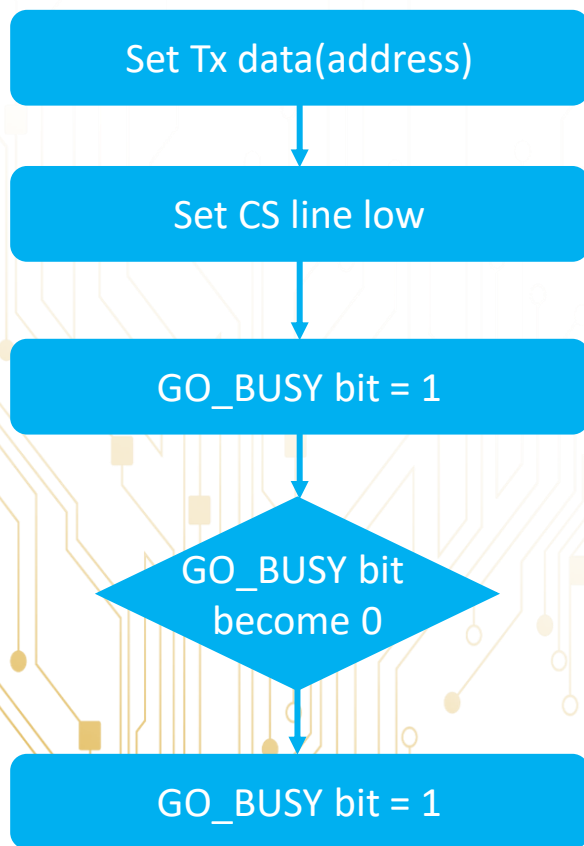 Set Tx data(address)
Set CS line low
GO_BUSY bit = 1
GO_BUSY bit
become 0
GO_BUSY bit = 1